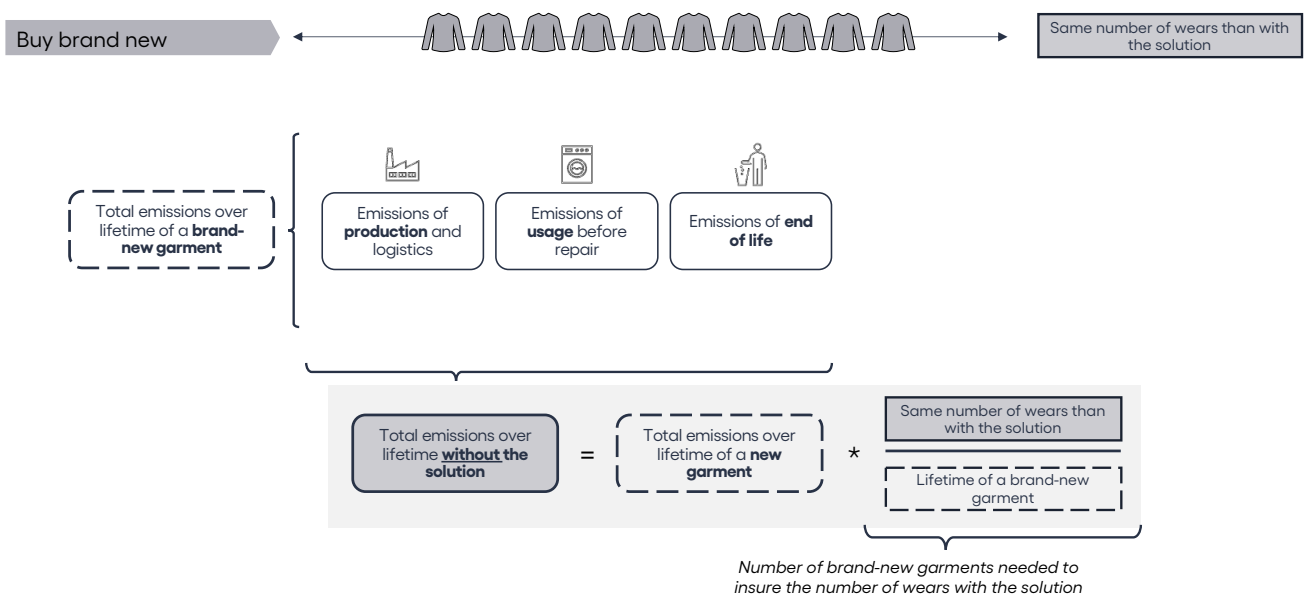 Buy brand new
Same number of wears than with
the solution
Total emissions over
lifetime of a brand-
new garment
Emissions of
production and
logistics
Emissions of
usage before
repair
Emissions of end
of life
Total emissions over
lifetime without the
solution
=
Total emissions over
lifetime of a new
garment
*
Same number of wears than
with the solution
Lifetime of a brand-new
garment
Number of brand-new garments needed to
insure the number of wears with the solution